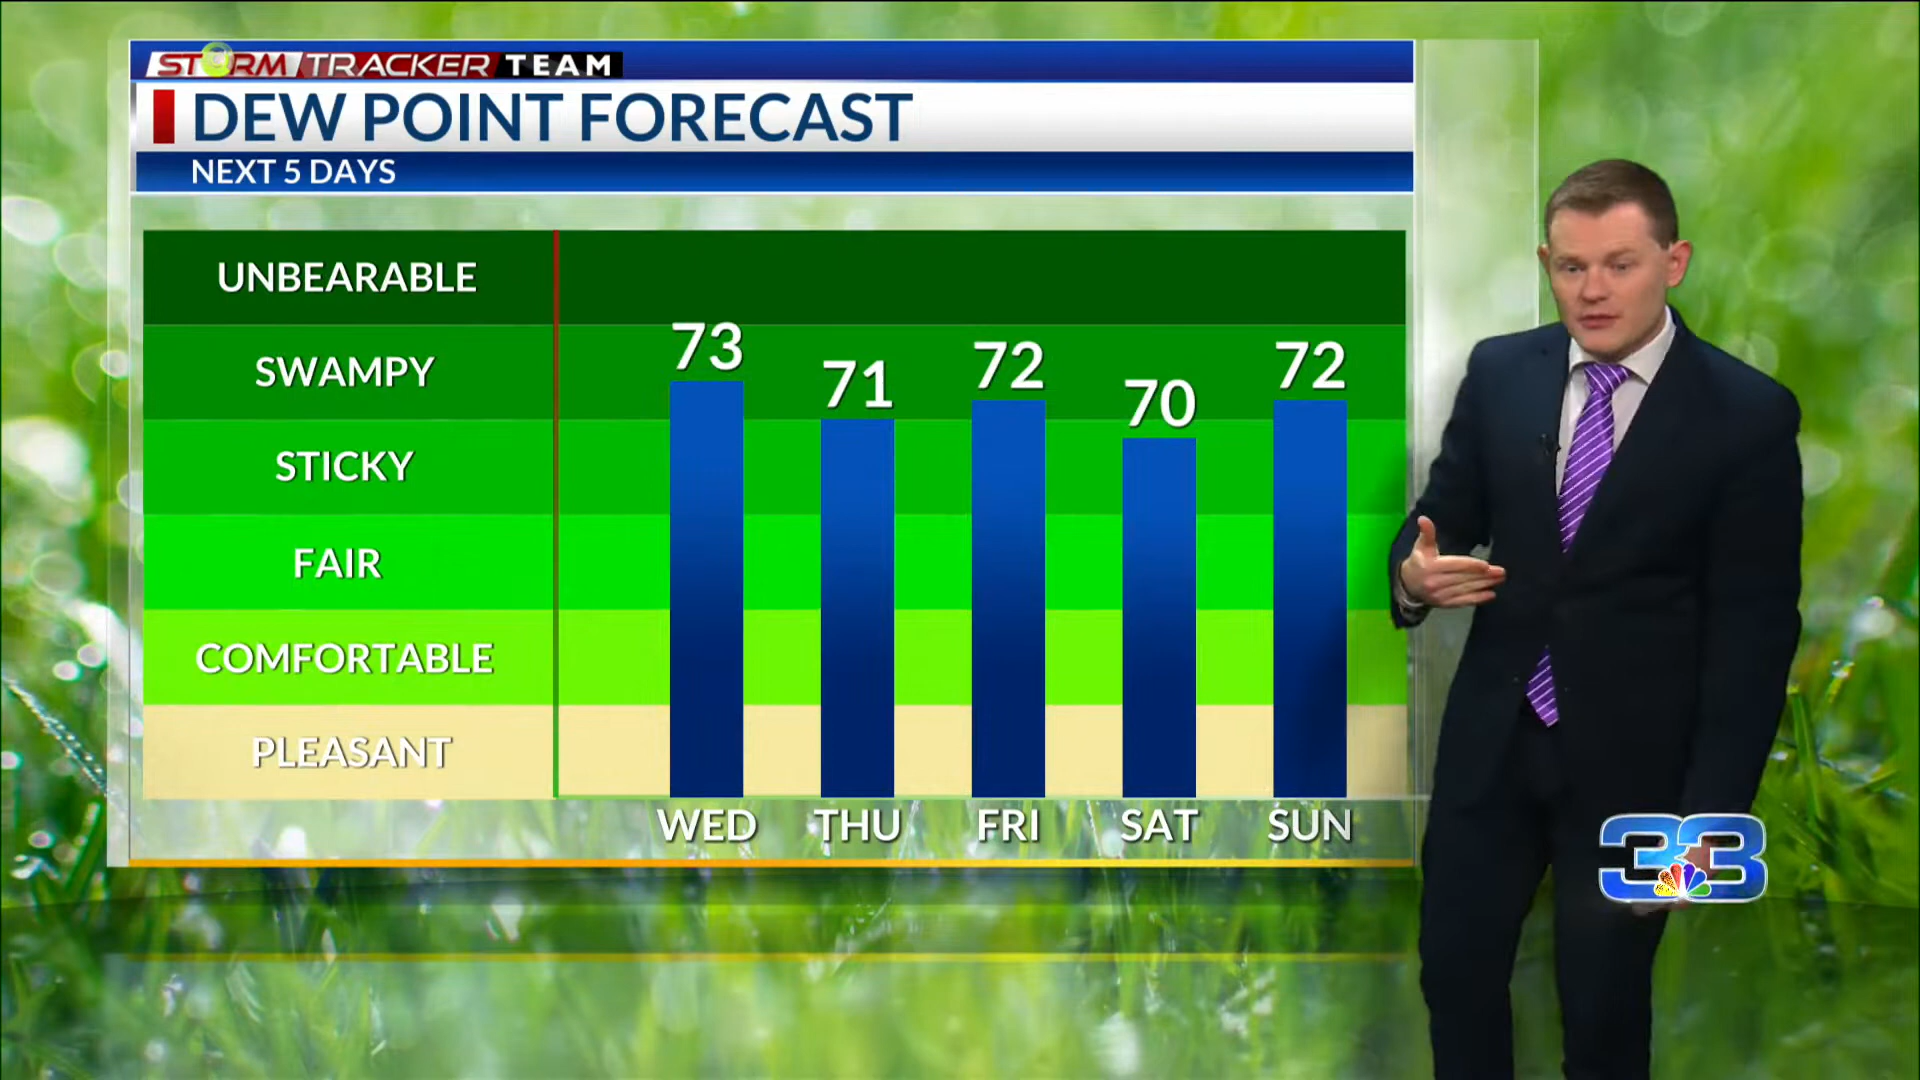 STORM TRACKER TEAM
DEW POINT FORECAST
NEXT 5 DAYS
UNBEARABLE
SWAMPY
STICKY
FAIR
COMFORTABLE
PLEASANT
73
71
72
70
72
WED
THU
FRI
SAT
SUN
33